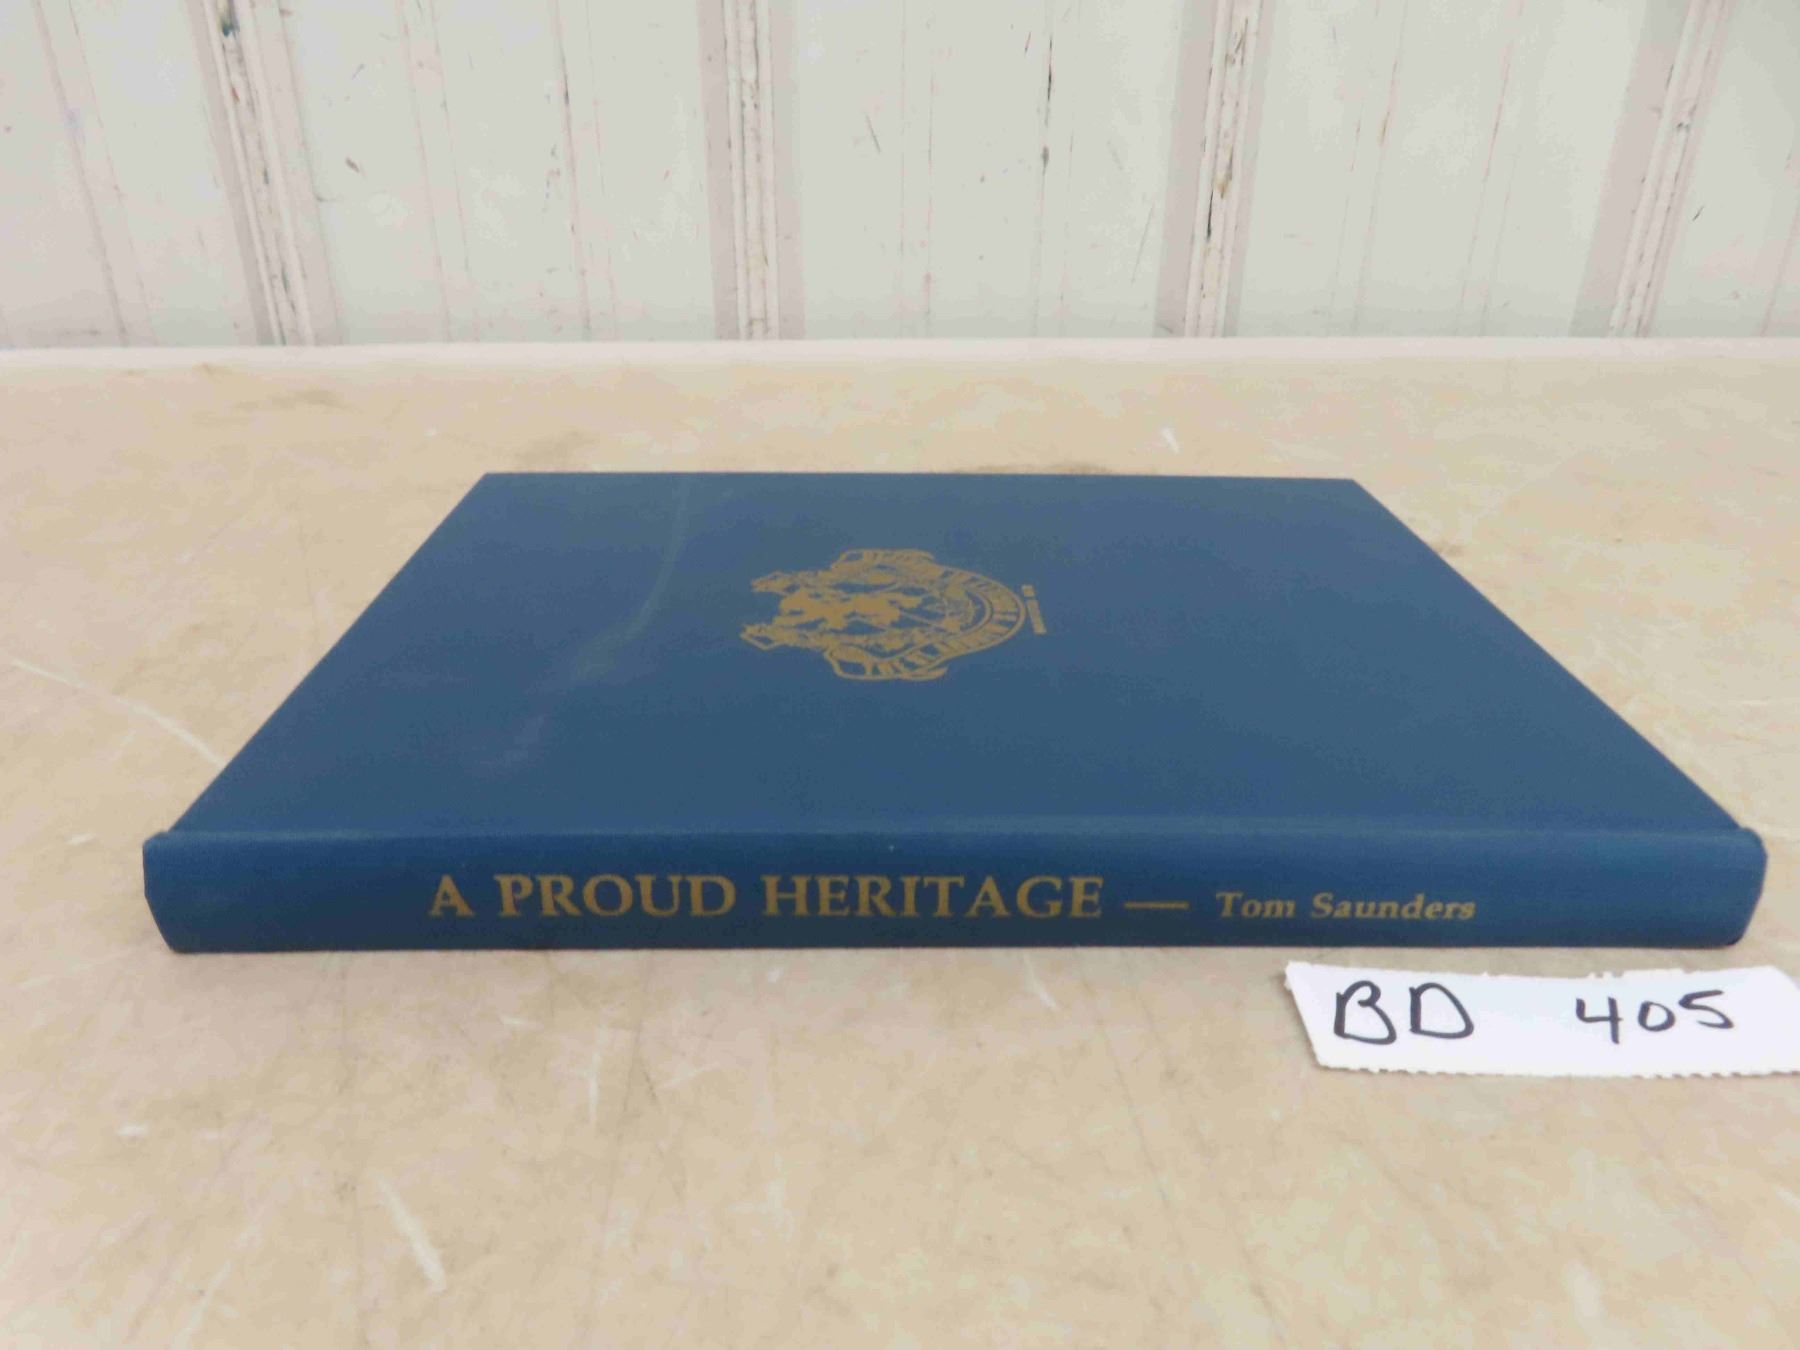 A PROUD HERITAGE — Tom Saunders
BD 405